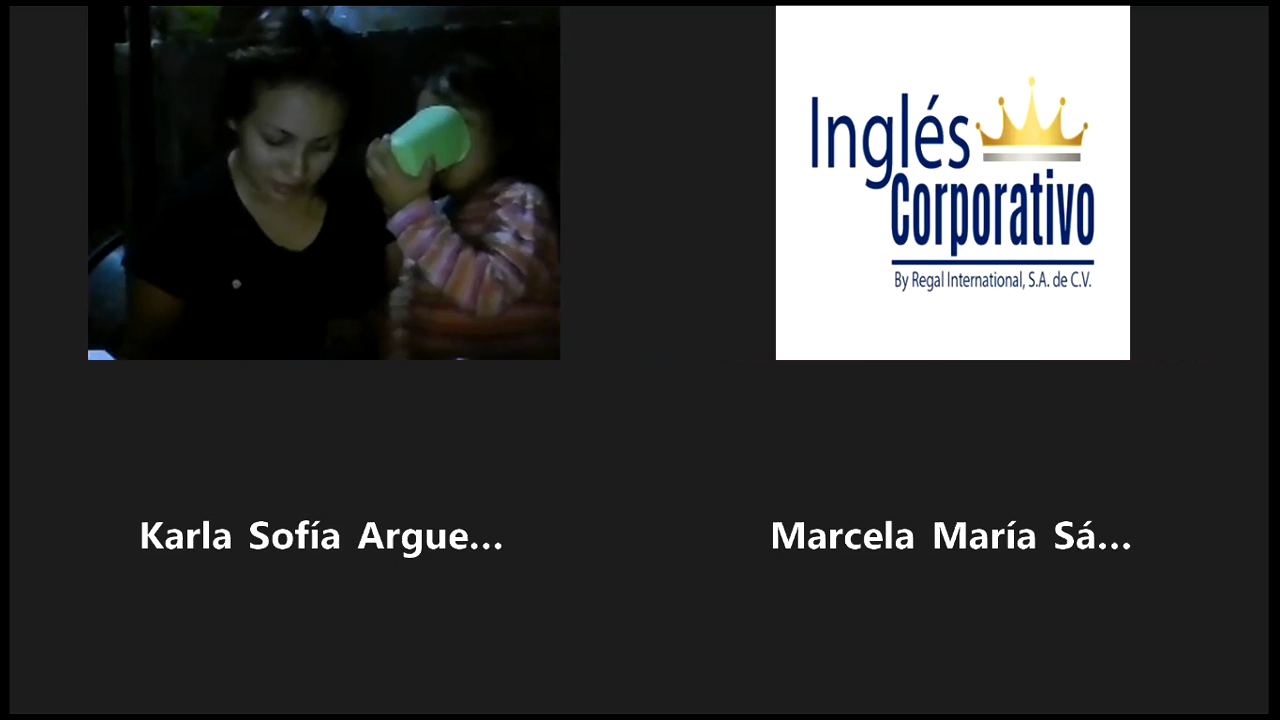 Inglés
Corporativo
By Regal International, S.A. de C.V.
Karla Sofía Argue...
Marcela María Sá...